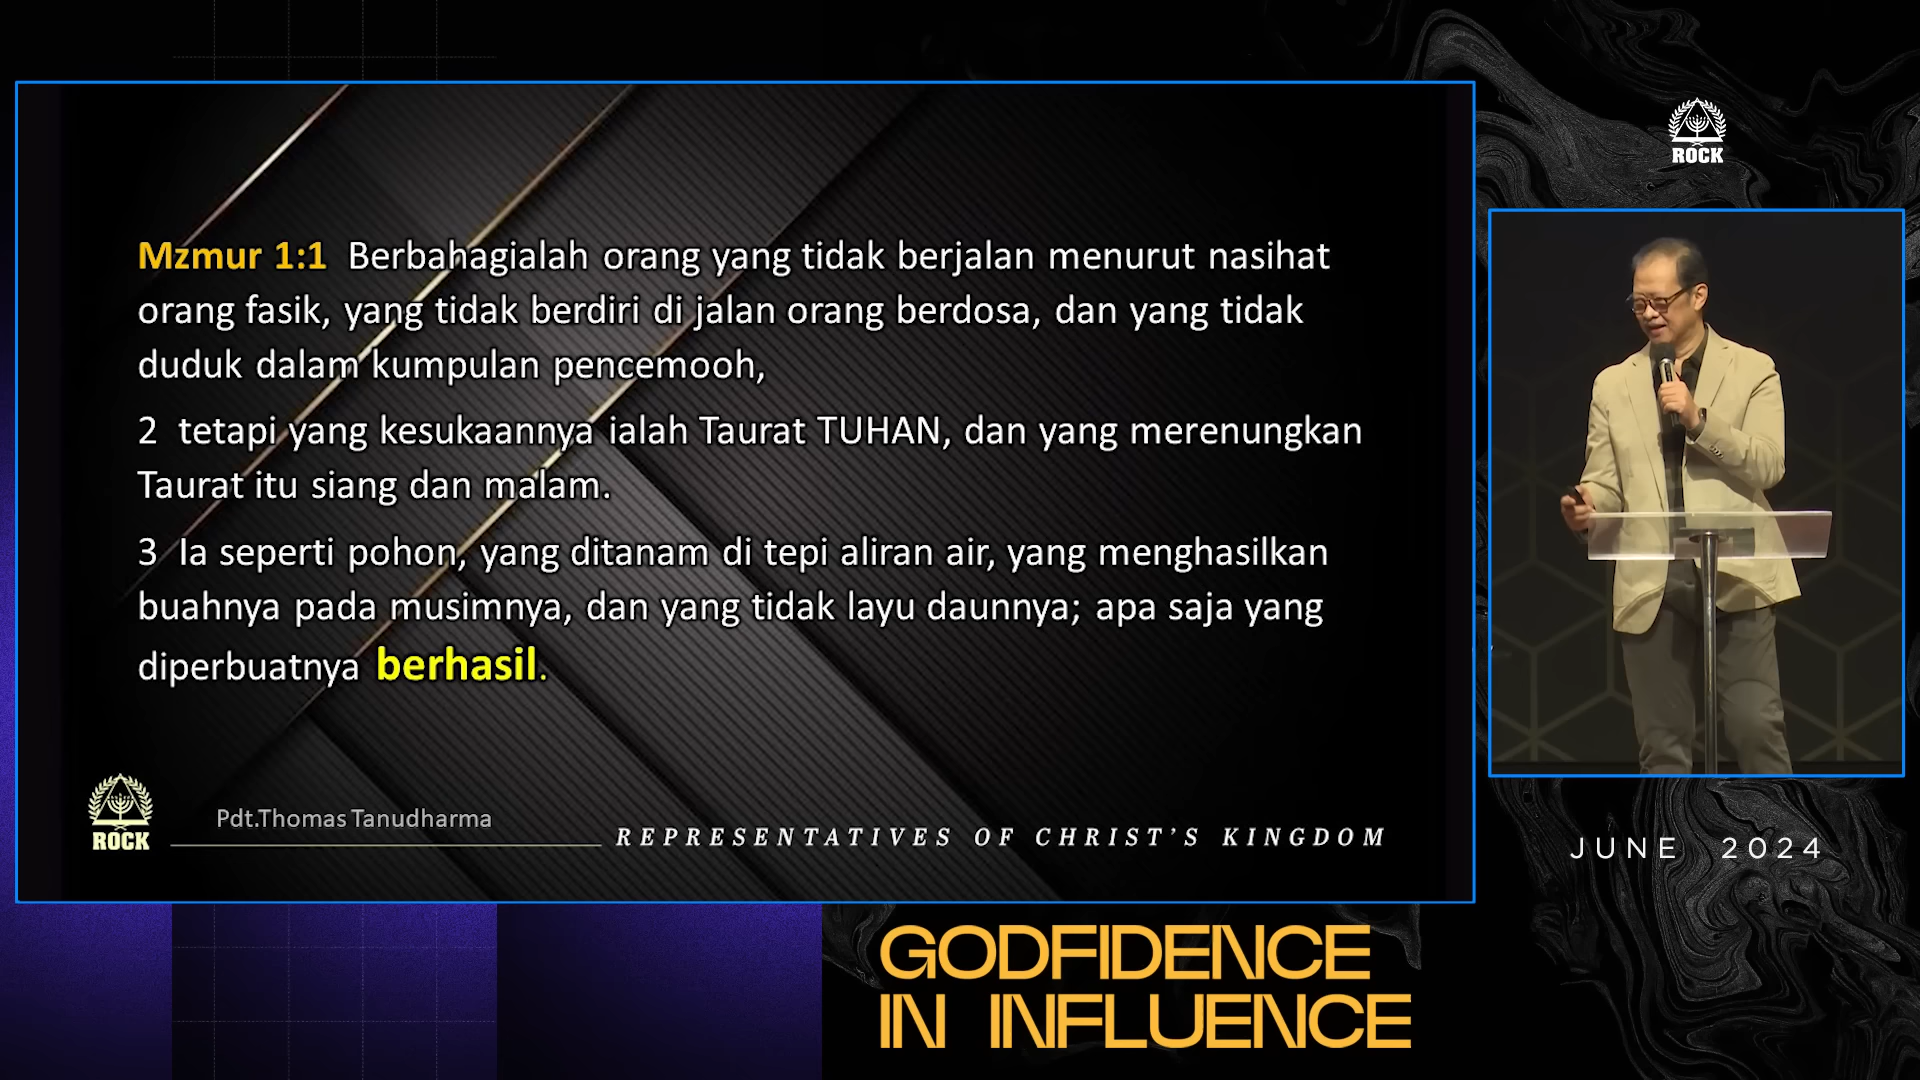 Mzmur 1:1 Berbahagialah orang yang tidak berjalan menurut nasihat
orang fasik, yang tidak berdiri di jalan orang berdosa, dan yang tidak
duduk dalam kumpulan pencemooh,
2 tetapi yang kesukaannya ialah Taurat TUHAN, dan yang merenungkan
Taurat itu siang dan malam.
3 Ia seperti pohon, yang ditanam di tepi aliran air, yang menghasilkan
buahnya pada musimnya, dan yang tidak layu daunnya; apa saja yang
diperbuatnya berhasil.
ROCK
Pdt.Thomas Tanudharma
REPRESENTATIVES OF CHRIST'S KINGDOM
ROCK
JUNE 2024
GODFIDENCE
IN INFLUENCE